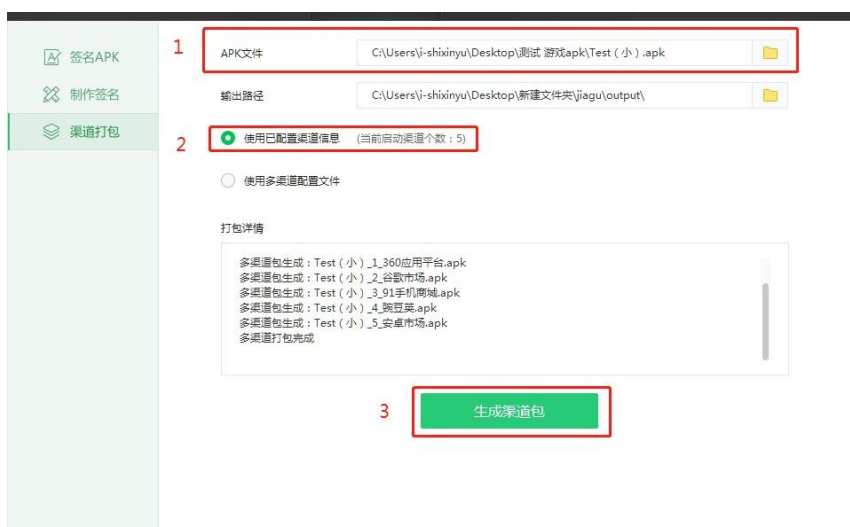 签名APK
制作签名
渠道打包
1 APK文件 C:\Users\i-shixinyu\Desktop\测试 游戏apk\Test（小）.apk
输出路径 C:\Users\i-shixinyu\Desktop\新建文件夹\jiagu\output\
2 使用已配置渠道信息 (当前启动渠道个数：5)
使用多渠道配置文件
打包详情
多渠道包生成：Test（小）_1_360应用平台.apk
多渠道包生成：Test（小）_2_谷歌市场.apk
多渠道包生成：Test（小）_3_91手机商城.apk
多渠道包生成：Test（小）_4_豌豆荚.apk
多渠道包生成：Test（小）_5_安卓市场.apk
多渠道打包完成
3 生成渠道包